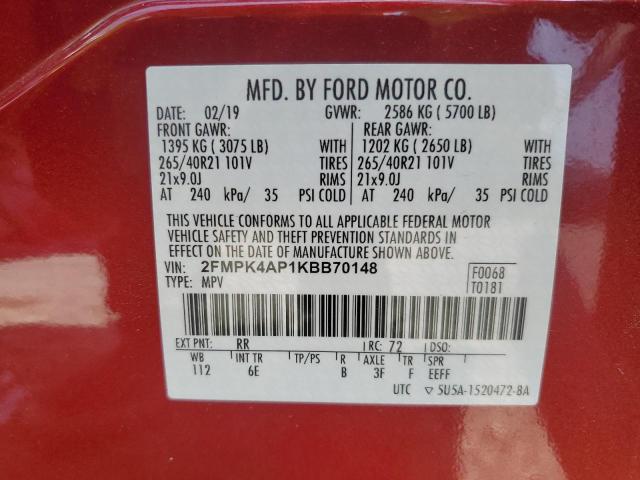 MFD. BY FORD MOTOR CO.
DATE: 02/19 GVWR: 2586 KG ( 5700 LB)
FRONT GAWR: REAR GAWR:
1395 KG ( 3075 LB) WITH 1202 KG ( 2650 LB) WITH
265/40R21 101V TIRES 265/40R21 101V TIRES
21x9.0J RIMS 21x9.0J RIMS
AT 240 kPa/ 35 PSI COLD AT 240 kPa/ 35 PSI COLD
THIS VEHICLE CONFORMS TO ALL APPLICABLE FEDERAL MOTOR
VEHICLE SAFETY AND THEFT PREVENTION STANDARDS IN
EFFECT ON THE DATE OF MANUFACTURE SHOWN ABOVE.
VIN: 2FMPK4AP1KBB70148 F0068
TYPE: MPV T0181
EXT PNT: RR RC: 72 DSO:
WB INT TR TP/PS R AXLE TR SPR
112 6E B 3F F EEFF
UTC ▽ 5U5A-1520472-BA